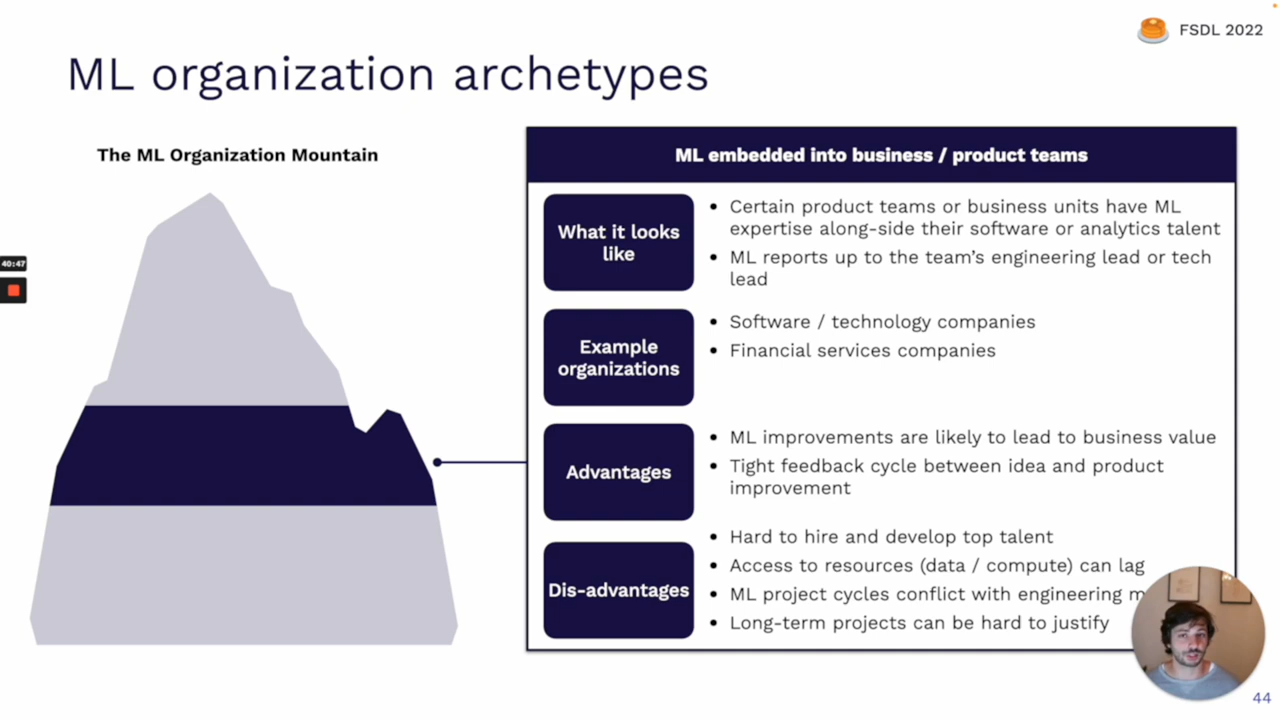 FSDL 2022
ML organization archetypes
The ML Organization Mountain
40:47
ML embedded into business / product teams
What it looks
like
• Certain product teams or business units have ML
expertise along-side their software or analytics talent
• ML reports up to the team's engineering lead or tech
lead
Example
organizations
• Software / technology companies
• Financial services companies
Advantages
• ML improvements are likely to lead to business value
• Tight feedback cycle between idea and product
improvement
Dis-advantages
• Hard to hire and develop top talent
• Access to resources (data / compute) can lag
• ML project cycles conflict with engineering
• Long-term projects can be hard to justify
44